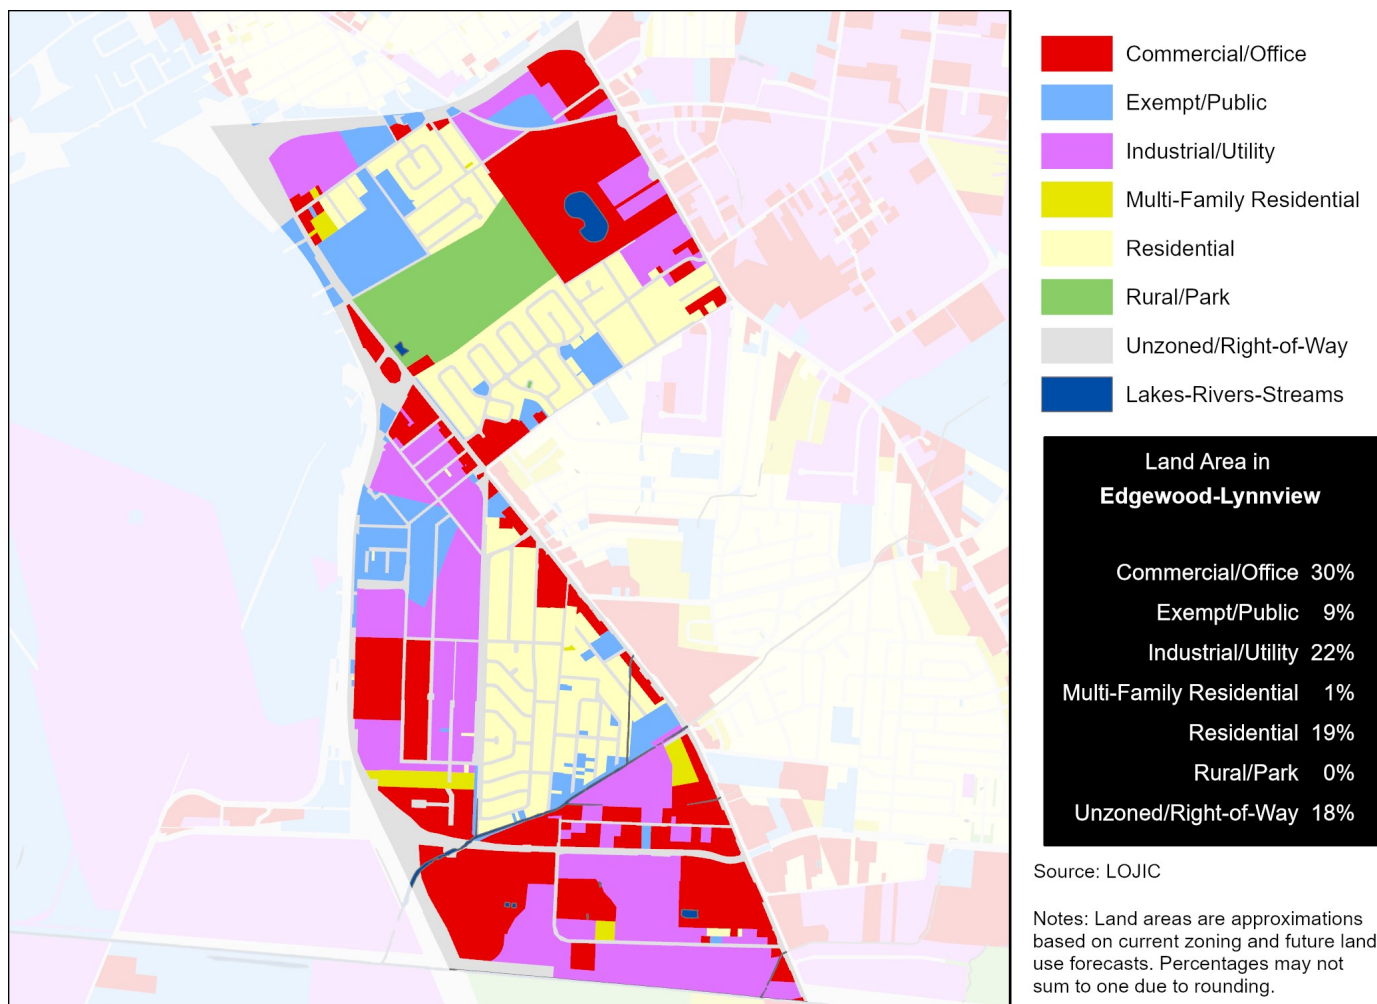 Commercial/Office
Exempt/Public
Industrial/Utility
Multi-Family Residential
Residential
Rural/Park
Unzoned/Right-of-Way
Lakes-Rivers-Streams
Land Area in
Edgewood-Lynnview
Commercial/Office 30%
Exempt/Public 9%
Industrial/Utility 22%
Multi-Family Residential 1%
Residential 19%
Rural/Park 0%
Unzoned/Right-of-Way 18%
Source: LOJIC
Notes: Land areas are approximations
based on current zoning and future land
use forecasts. Percentages may not
sum to one due to rounding.